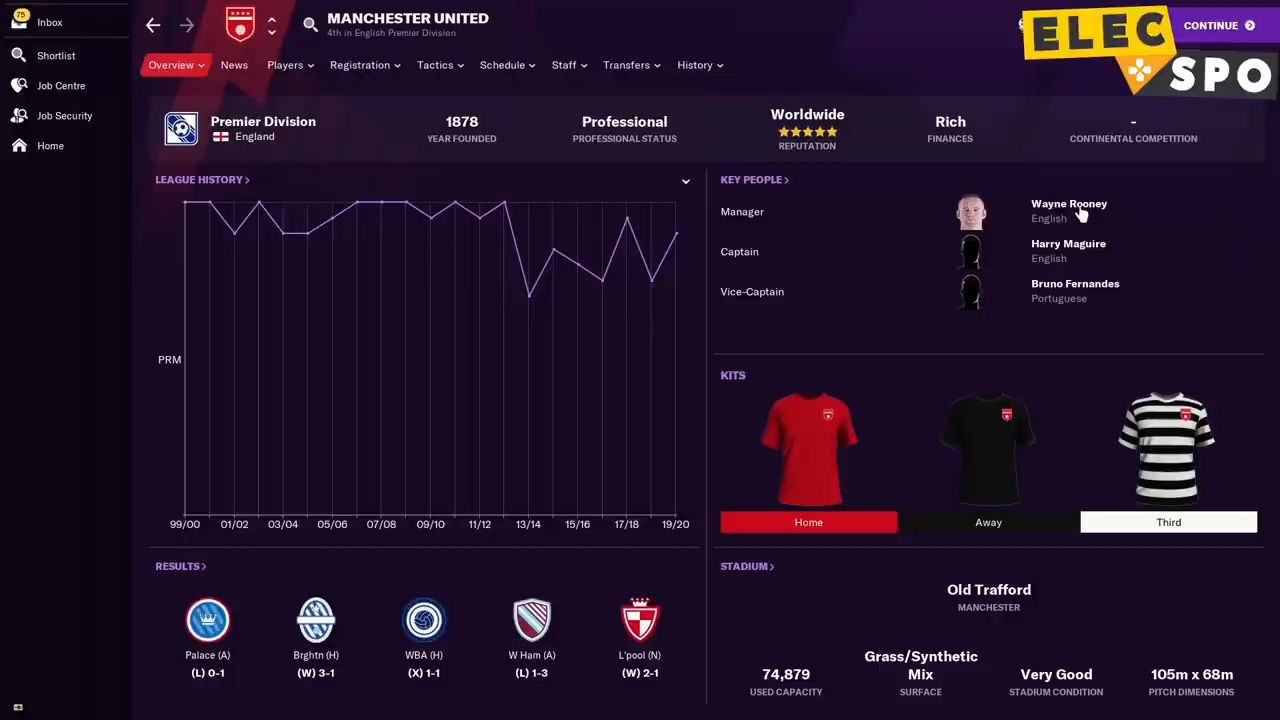 75
Inbox
Shortlist
Job Centre
Job Security
Home
MANCHESTER UNITED
4th in English Premier Division
ELEC
SPO
CONTINUE
Overview
News
Players
Registration
Tactics
Schedule
Staff
Transfers
History
Premier Division
England
1878
YEAR FOUNDED
Professional
PROFESSIONAL STATUS
Worldwide
REPUTATION
Rich
FINANCES
-
CONTINENTAL COMPETITION
LEAGUE HISTORY
PRM
99/00 01/02 03/04 05/06 07/08 09/10 11/12 13/14 15/16 17/18 19/20
KEY PEOPLE
Manager
Wayne Rooney
English
Captain
Harry Maguire
English
Vice-Captain
Bruno Fernandes
Portuguese
KITS
Home
Away
Third
RESULTS
Palace (A)
(L) 0-1
Brghtn (H)
(W) 3-1
WBA (H)
(X) 1-1
W Ham (A)
(L) 1-3
L'pool (N)
(W) 2-1
STADIUM
Old Trafford
MANCHESTER
74,879
USED CAPACITY
Grass/Synthetic
Mix
SURFACE
Very Good
STADIUM CONDITION
105m x 68m
PITCH DIMENSIONS